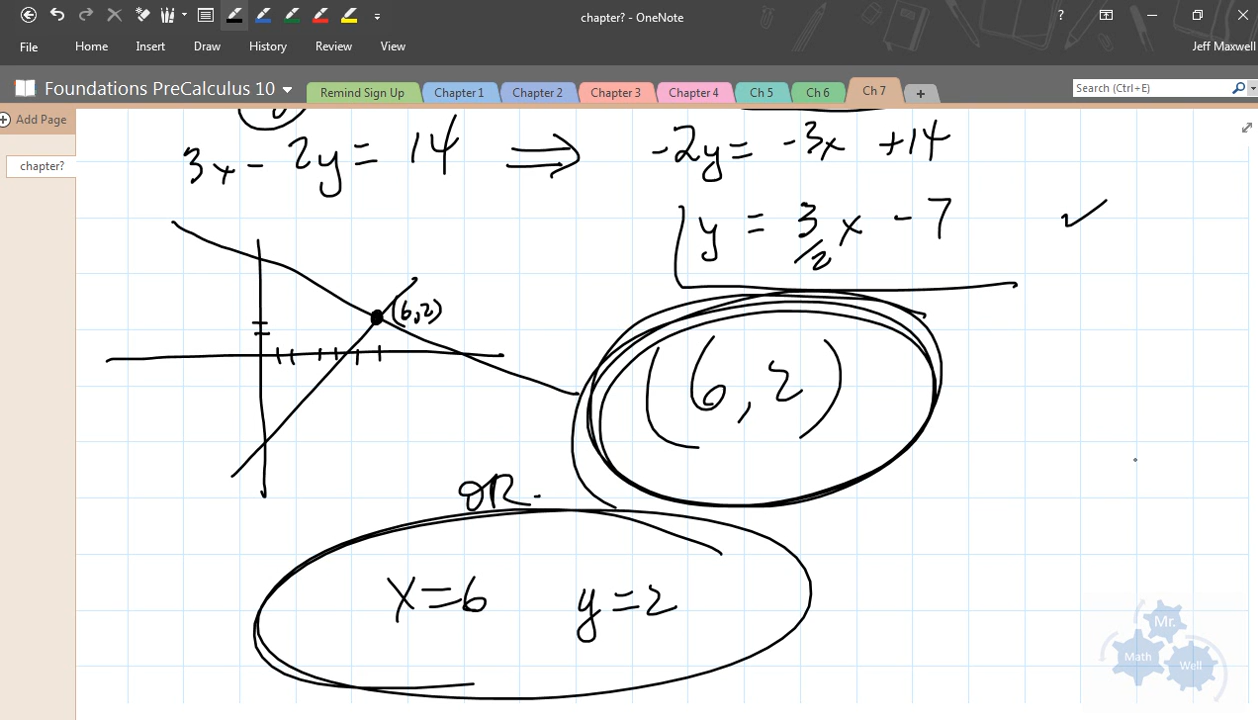 chapter? - OneNote
?
File Home Insert Draw History Review View
Jeff Maxwell
Foundations PreCalculus 10
Remind Sign Up Chapter 1 Chapter 2 Chapter 3 Chapter 4 Ch 5 Ch 6 Ch 7 +
Search (Ctrl+E)
Add Page
chapter?
3x - 2y = 14 ⟹ -2y = -3x +14
y = 3/2 x - 7 ✓
(6,2)
(6, 2)
OR.
x=6 y=2
Mr.
Math Well